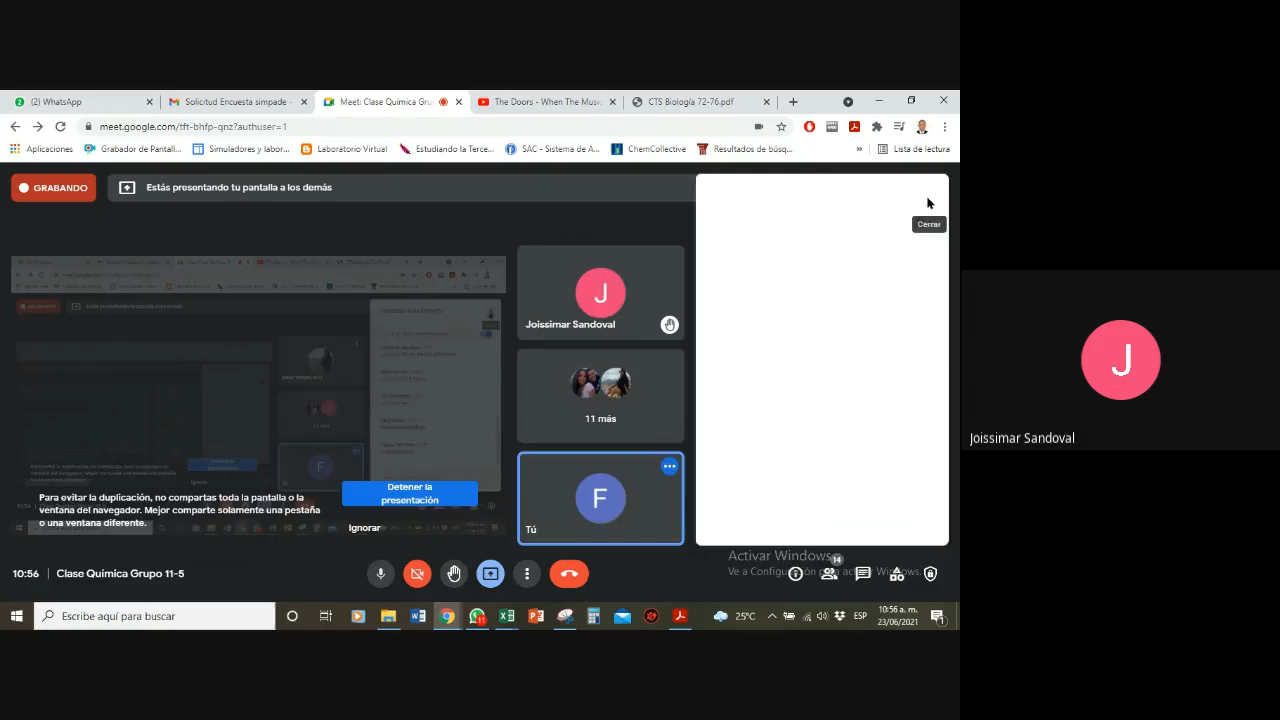 (2) WhatsApp
Solicitud Encuesta simpade -
Meet: Clase Química Gru
The Doors - When The Music
CTS Biología 72-76.pdf
meet.google.com/tft-bhfp-qnz?authuser=1
Aplicaciones
Grabador de Pantall...
Simuladores y labor...
Laboratorio Virtual
Estudiando la Terce...
SAC - Sistema de A...
ChemCollective
Resultados de búsq...
»
Lista de lectura
GRABANDO
Estás presentando tu pantalla a los demás
Cerrar
J
Joissimar Sandoval
11 más
F
Tú
Para evitar la duplicación, no compartas toda la pantalla o la
ventana del navegador. Mejor comparte solamente una pestaña
o una ventana diferente.
Detener la
presentación
Ignorar
J
Joissimar Sandoval
Activar Windows
Ve a Configuración para activar Windows.
10:56 | Clase Química Grupo 11-5
14
Escribe aquí para buscar
11
25°C
ESP
10:56 a. m.
23/06/2021
1